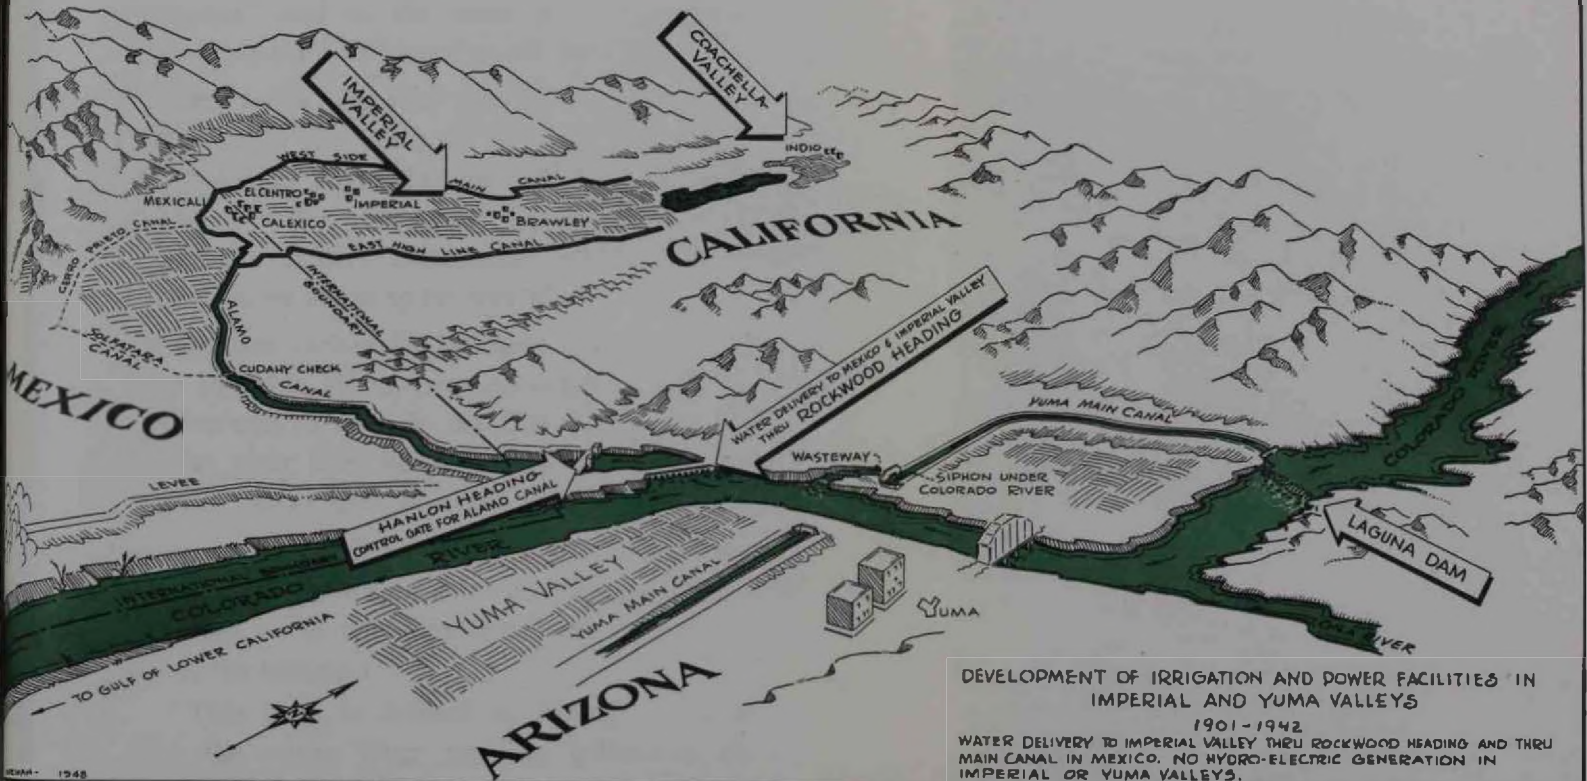 COACHELLA
VALLEY
IMPERIAL
VALLEY
INDIO
WEST SIDE
MAIN CANAL
EL CENTRO
IMPERIAL
MEXICALI
CALEXICO
BRAWLEY
EAST HIGH LINE CANAL
CERRO PRIETO CANAL
CALIFORNIA
INTERNATIONAL
BOUNDARY
ALAMO
CANAL
SOLFATARA
CANAL
CUDAHY CHECK
MEXICO
WATER DELIVERY TO MEXICO & IMPERIAL VALLEY
THRU ROCKWOOD HEADING
YUMA MAIN CANAL
COLORADO RIVER
WASTEWAY
SIPHON UNDER
COLORADO RIVER
LEVEE
HANLON HEADING
CONTROL GATE FOR ALAMO CANAL
LAGUNA DAM
INTERNATIONAL BOUNDARY
COLORADO RIVER
YUMA VALLEY
YUMA MAIN CANAL
YUMA
RIVER
TO GULF OF LOWER CALIFORNIA
ARIZONA
DEVELOPMENT OF IRRIGATION AND POWER FACILITIES IN
IMPERIAL AND YUMA VALLEYS
1901-1942
WATER DELIVERY TO IMPERIAL VALLEY THRU ROCKWOOD HEADING AND THRU
MAIN CANAL IN MEXICO. NO HYDRO-ELECTRIC GENERATION IN
IMPERIAL OR YUMA VALLEYS.
1948